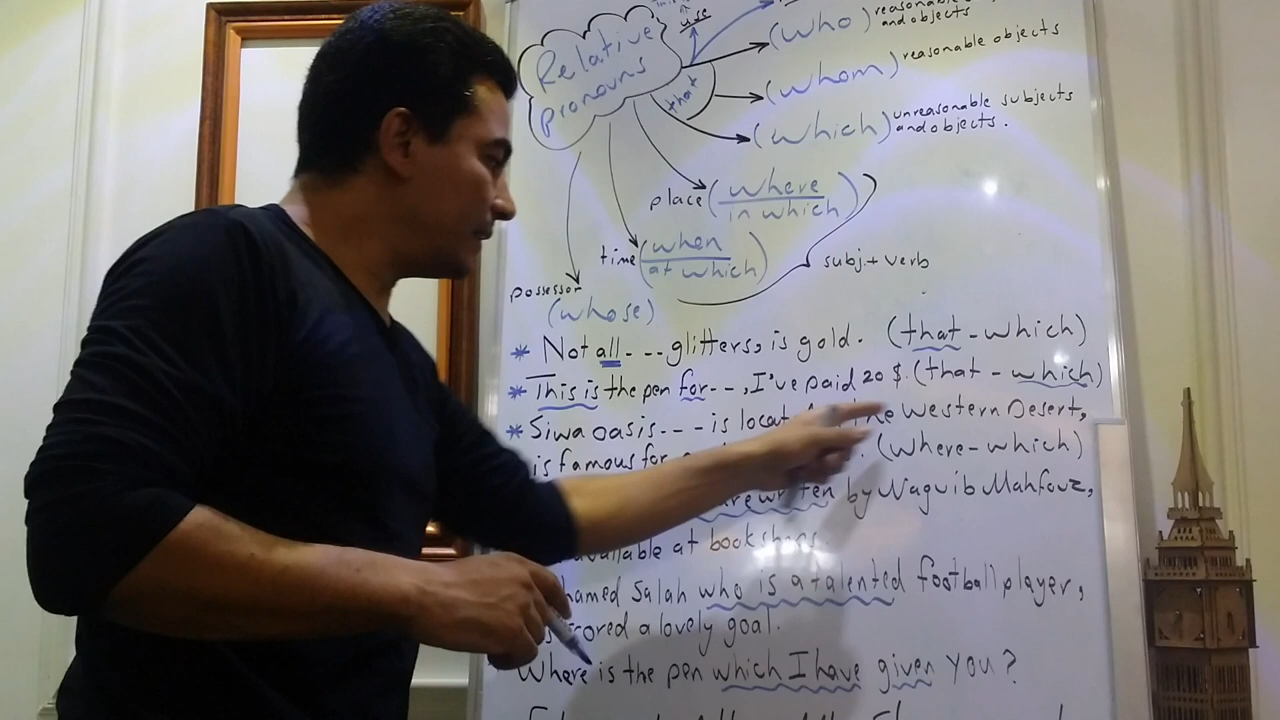 use
Relative
pronouns
that
(who) reasonable
and objects
(whom) reasonable objects
(which) unreasonable subjects
and objects.
place (where
in which)
time (when
at which)
subj. + verb
possessor
(whose)
* Not all - - - glitters, is gold. (that - which)
* This is the pen for - - -, I've paid 20 $. (that - which)
* Siwa oasis - - - is Western Desert,
is famous for (where - which)
written by Naguib Mahfouz,
available at bookshops.
Salah who is a talented football player,
scored a lovely goal.
Where is the pen which I have given you?